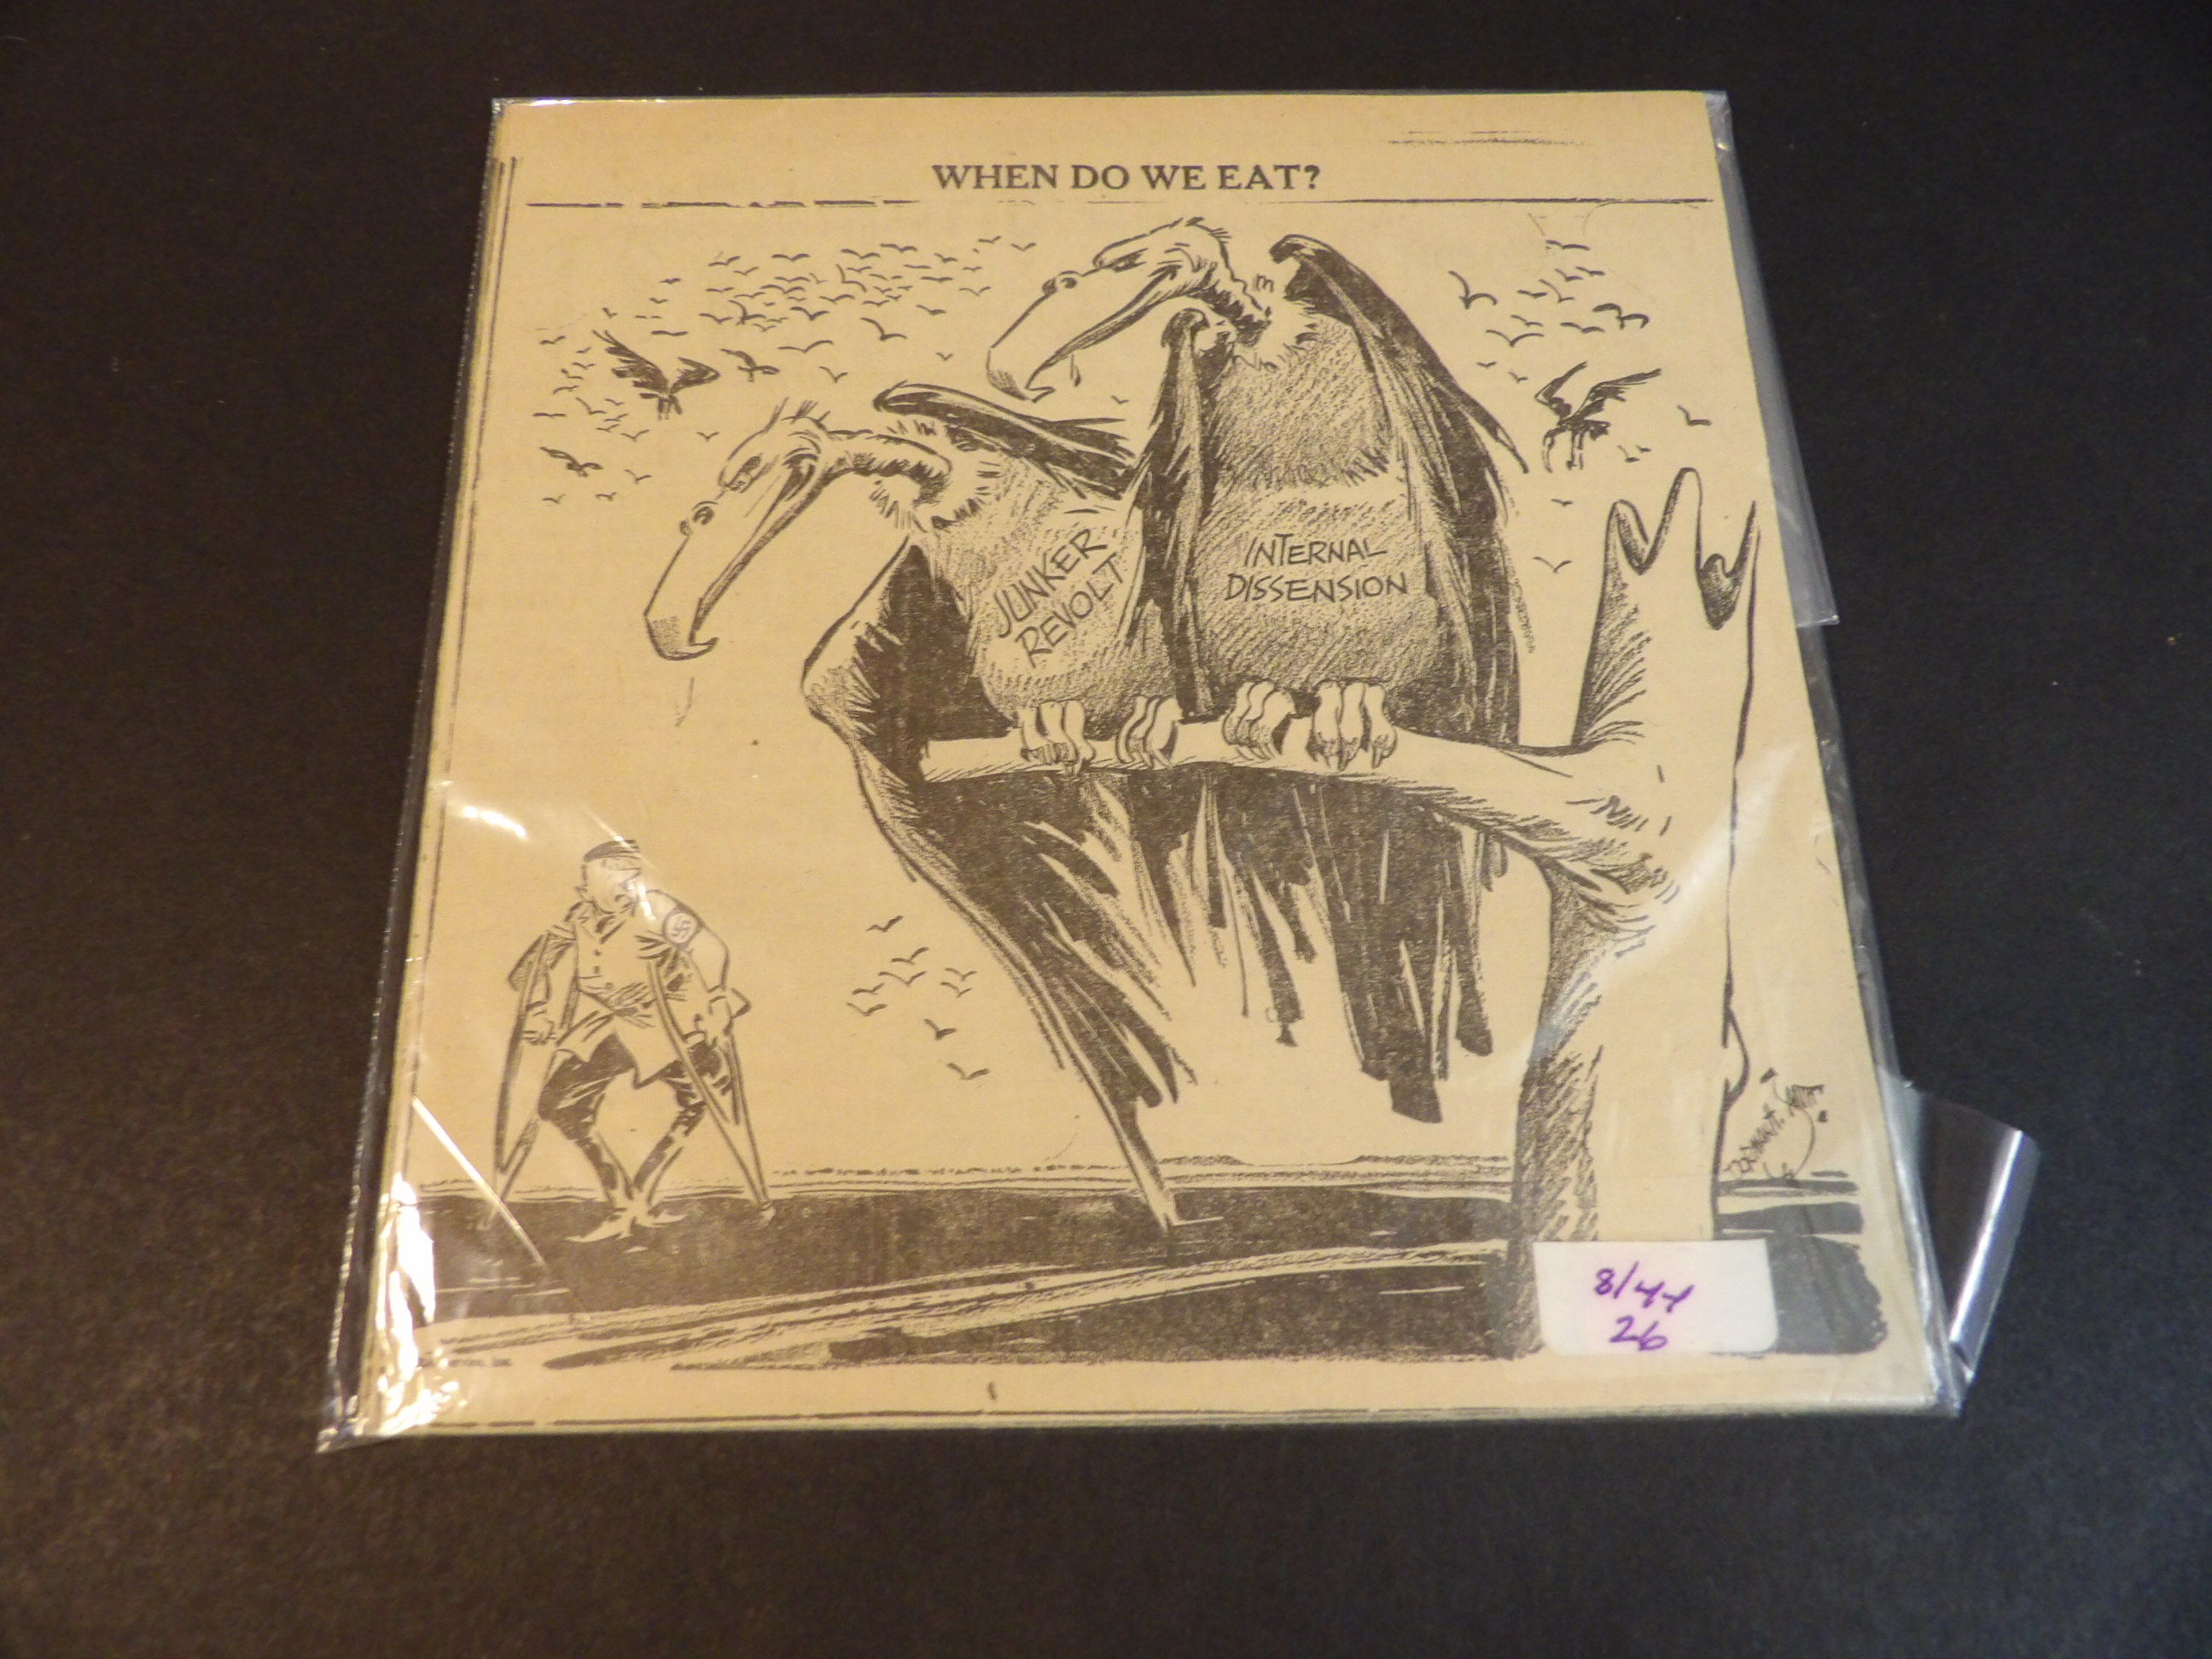 WHEN DO WE EAT?
JUNKER
REVOLT
INTERNAL
DISSENSION
8/44
26